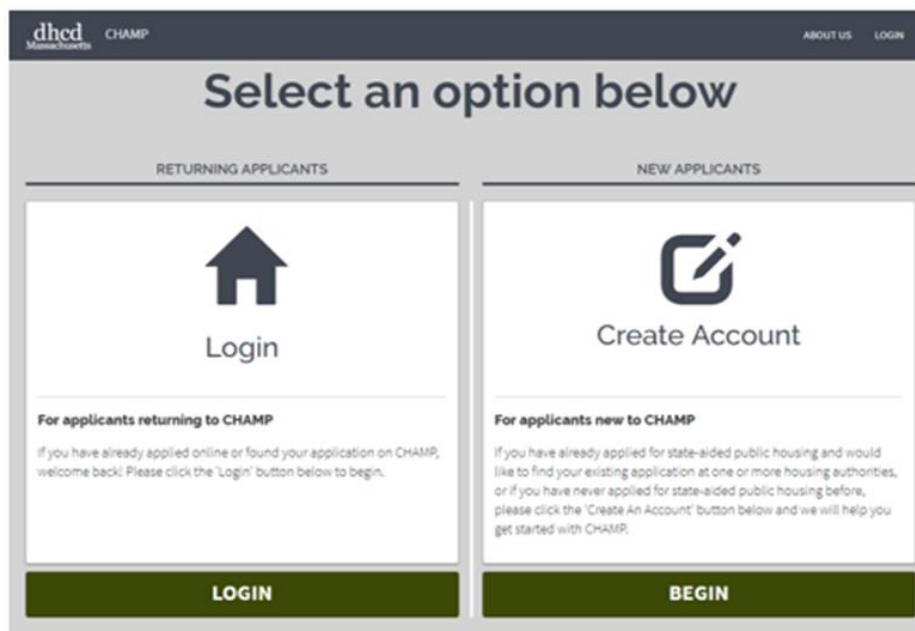 dhcd
Massachusetts
CHAMP
ABOUT US
LOGIN
Select an option below
RETURNING APPLICANTS
Login
For applicants returning to CHAMP
If you have already applied online or found your application on CHAMP,
welcome back! Please click the 'Login' button below to begin.
LOGIN
NEW APPLICANTS
Create Account
For applicants new to CHAMP
If you have already applied for state-aided public housing and would
like to find your existing application at one or more housing authorities,
or if you have never applied for state-aided public housing before,
please click the 'Create An Account' button below and we will help you
get started with CHAMP.
BEGIN